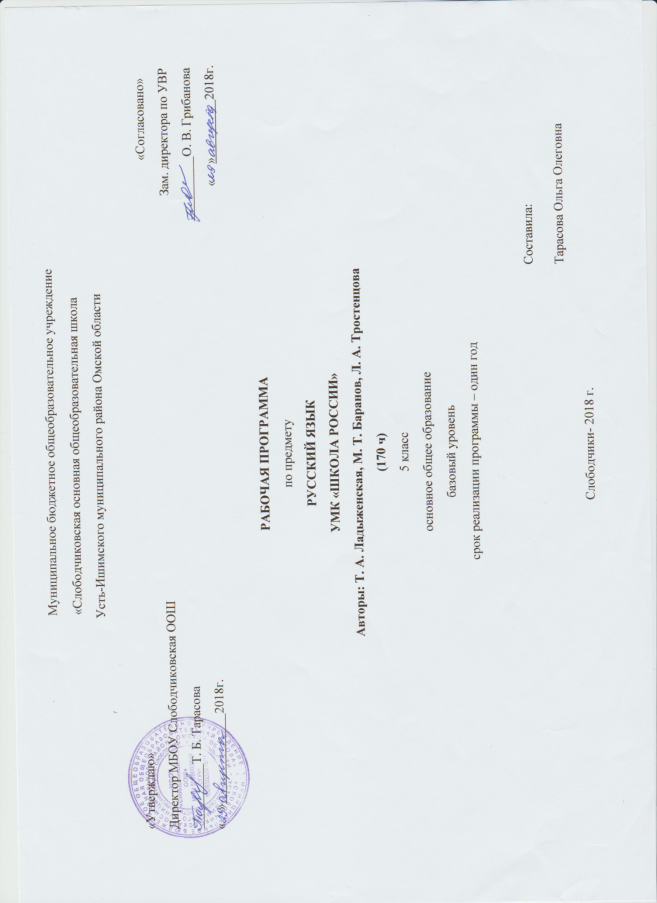 Муниципальное бюджетное общеобразовательное учреждение
«Слободчиковская основная общеобразовательная школа
Усть-Ишимского муниципального района Омской области
«Утверждаю»
Директор МБОУ Слободчиковская ООШ
Т. Б. Тарасова
августа 2018г.
«Согласовано»
Зам. директора по УВР
О. В. Грибанова
августа 2018г.
РАБОЧАЯ ПРОГРАММА
по предмету
РУССКИЙ ЯЗЫК
УМК «ШКОЛА РОССИИ»
Авторы: Т. А. Ладыженская, М. Т. Баранов, Л. А. Тростенцова
(170 ч)
5 класс
основное общее образование
базовый уровень
срок реализации программы – один год
Составила:
Тарасова Ольга Олеговна
Слободчики- 2018 г.